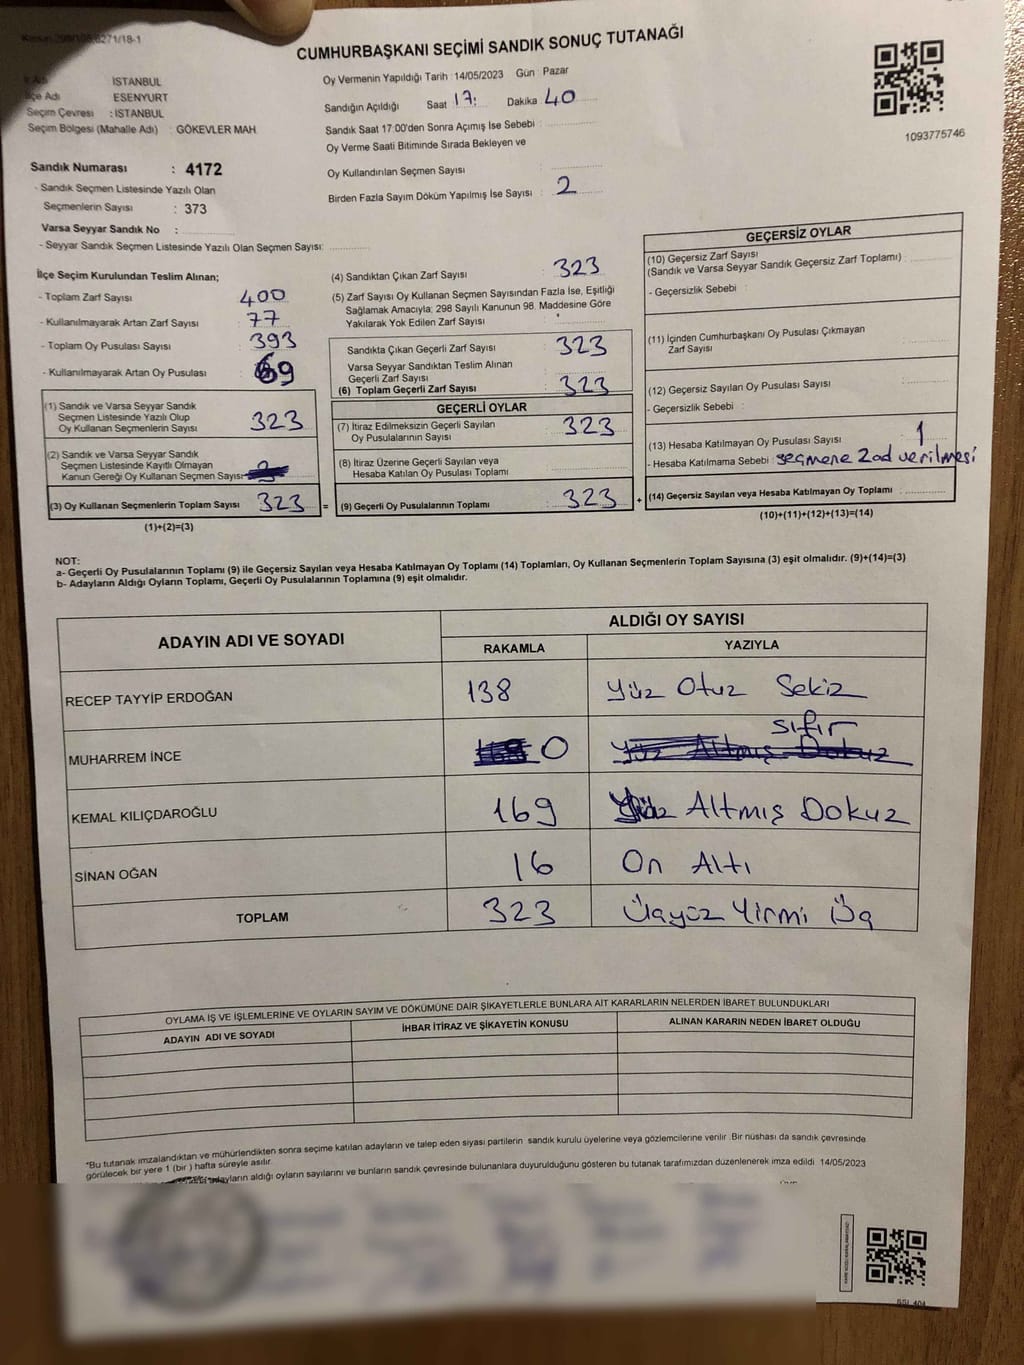 Kanun:298/105,6271/18-1
CUMHURBAŞKANI SEÇİMİ SANDIK SONUÇ TUTANAĞI
İl Adı İSTANBUL
İlçe Adı ESENYURT
Seçim Çevresi : İSTANBUL
Seçim Bölgesi (Mahalle Adı) : GÖKEVLER MAH
Sandık Numarası : 4172
- Sandık Seçmen Listesinde Yazılı Olan
Seçmenlerin Sayısı : 373
Varsa Seyyar Sandık No :
- Seyyar Sandık Seçmen Listesinde Yazılı Olan Seçmen Sayısı:
Oy Vermenin Yapıldığı Tarih : 14/05/2023 Gün Pazar
Sandığın Açıldığı Saat 17: Dakika 40
Sandık Saat 17:00'den Sonra Açımış İse Sebebi :
Oy Verme Saati Bitiminde Sırada Bekleyen ve
Oy Kullandırılan Seçmen Sayısı :
Birden Fazla Sayım Döküm Yapılmış İse Sayısı : 2
1093775746
İlçe Seçim Kurulundan Teslim Alınan;
- Toplam Zarf Sayısı : 400
- Kullanılmayarak Artan Zarf Sayısı : 77
- Toplam Oy Pusulası Sayısı : 393
- Kullanılmayarak Artan Oy Pusulası : 69
(1) Sandık ve Varsa Seyyar Sandık
Seçmen Listesinde Yazılı Olup
Oy Kullanan Seçmenlerin Sayısı : 323
(2) Sandık ve Varsa Seyyar Sandık
Seçmen Listesinde Kayıtlı Olmayan
Kanun Gereği Oy Kullanan Seçmen Sayısı
(3) Oy Kullanan Seçmenlerin Toplam Sayısı 323 =
(1)+(2)=(3)
(4) Sandıktan Çıkan Zarf Sayısı : 323
(5) Zarf Sayısı Oy Kullanan Seçmen Sayısından Fazla İse, Eşitliği
Sağlamak Amacıyla; 298 Sayılı Kanunun 98. Maddesine Göre
Yakılarak Yok Edilen Zarf Sayısı :
Sandıkta Çıkan Geçerli Zarf Sayısı : 323
Varsa Seyyar Sandıktan Teslim Alınan
Geçerli Zarf Sayısı :
(6) Toplam Geçerli Zarf Sayısı : 323
GEÇERLİ OYLAR
(7) İtiraz Edilmeksizin Geçerli Sayılan
Oy Pusulalarının Sayısı : 323
(8) İtiraz Üzerine Geçerli Sayılan veya
Hesaba Katılan Oy Pusulası Toplamı :
(9) Geçerli Oy Pusulalarının Toplamı : 323 +
GEÇERSİZ OYLAR
(10) Geçersiz Zarf Sayısı
(Sandık ve Varsa Seyyar Sandık Geçersiz Zarf Toplamı) :
- Geçersizlik Sebebi :
(11) İçinden Cumhurbaşkanı Oy Pusulası Çıkmayan
Zarf Sayısı :
(12) Geçersiz Sayılan Oy Pusulası Sayısı :
- Geçersizlik Sebebi :
(13) Hesaba Katılmayan Oy Pusulası Sayısı : 1
- Hesaba Katılmama Sebebi : seçmene 2 ad verilmesi
(14) Geçersiz Sayılan veya Hesaba Katılmayan Oy Toplamı :
(10)+(11)+(12)+(13)=(14)
NOT:
a- Geçerli Oy Pusulalarının Toplamı (9) ile Geçersiz Sayılan veya Hesaba Katılmayan Oy Toplamı (14) Toplamları, Oy Kullanan Seçmenlerin Toplam Sayısına (3) eşit olmalıdır. (9)+(14)=(3)
b- Adayların Aldığı Oyların Toplamı, Geçerli Oy Pusulalarının Toplamına (9) eşit olmalıdır.
ADAYIN ADI VE SOYADI
ALDIĞI OY SAYISI
RAKAMLA YAZIYLA
RECEP TAYYİP ERDOĞAN 138 Yüz Otuz Sekiz
MUHARREM İNCE 169 0 Yüz Altmış Dokuz sıfır
KEMAL KILIÇDAROĞLU 169 Yüz Altmış Dokuz
SİNAN OĞAN 16 On Altı
TOPLAM 323 Üçyüz Yirmi Üç
OYLAMA İŞ VE İŞLEMLERİNE VE OYLARIN SAYIM VE DÖKÜMÜNE DAİR ŞİKAYETLERLE BUNLARA AİT KARARLARIN NELERDEN İBARET BULUNDUKLARI
ADAYIN ADI VE SOYADI İHBAR İTİRAZ VE ŞİKAYETİN KONUSU ALINAN KARARIN NEDEN İBARET OLDUĞU
*Bu tutanak imzalandıktan ve mühürlendikten sonra seçime katılan adayların ve talep eden siyasi partilerin sandık kurulu üyelerine veya gözlemcilerine verilir .Bir nüshası da sandık çevresinde
görülecek bir yere 1 (bir ) hafta süreyle asılır.
adayların aldığı oyların sayılarını ve bunların sandık çevresinde bulunanlara duyurulduğunu gösteren bu tutanak tarafımızdan düzenlenerek imza edildi 14/05/2023